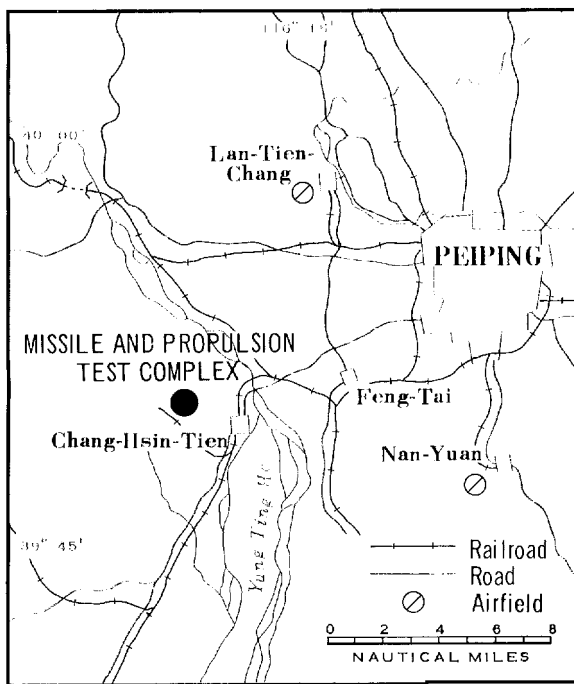 116° 15'
40° 00'
Lan-Tien-
Chang
PEIPING
MISSILE AND PROPULSION
TEST COMPLEX
Feng-Tai
Chang-Hsin-Tien
Nan-Yuan
Yung Ting Ho
39° 45'
Railroad
Road
Airfield
0 2 4 6 8
NAUTICAL MILES